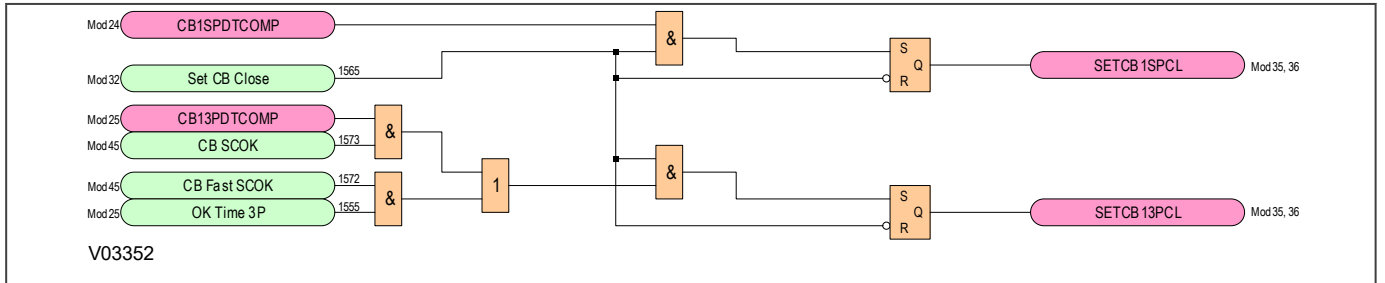 Mod 24 CB1SPDTCOMP
&
S
Q
R
SETCB1SPCL Mod 35, 36
Mod 32 Set CB Close 1565
Mod 25 CB13PDTCOMP
&
Mod 45 CB SCOK 1573
Mod 45 CB Fast SCOK 1572
&
Mod 25 OK Time 3P 1555
1
&
S
Q
R
SETCB13PCL Mod 35, 36
V03352